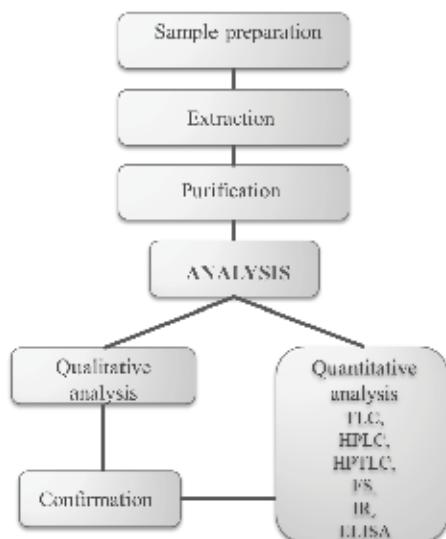 Sample preparation
Extraction
Purification
ANALYSIS
Qualitative
analysis
Confirmation
Quantitative
analysis
TLC,
HPLC,
HPTLC,
FS,
IR,
ELISA